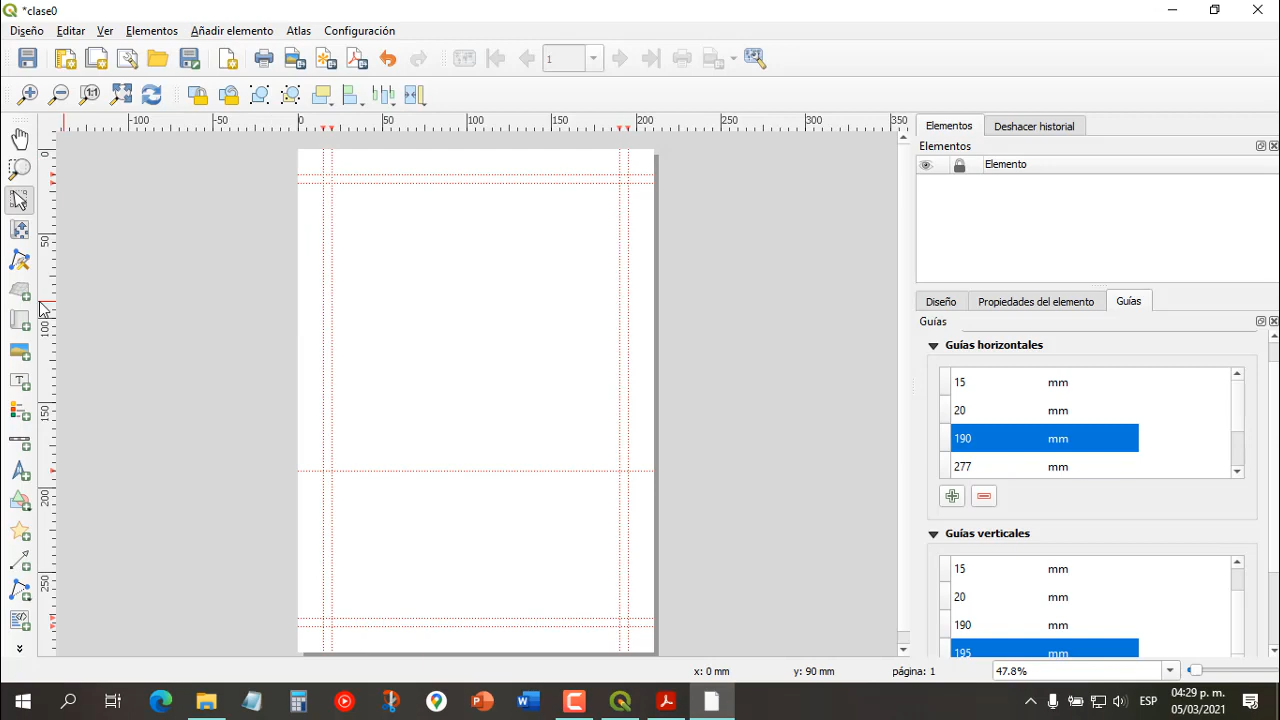 *clase0
Diseño Editar Ver Elementos Añadir elemento Atlas Configuración
1
1:1
-100 -50 0 50 100 150 200 250 300 350
0
50
100
150
200
250
Elementos Deshacer historial
Elementos
Elemento
Diseño Propiedades del elemento Guías
Guías
Guías horizontales
15 mm
20 mm
190 mm
277 mm
Guías verticales
15 mm
20 mm
190 mm
195 mm
x: 0 mm y: 90 mm página: 1 47.8%
ESP
04:29 p. m.
05/03/2021